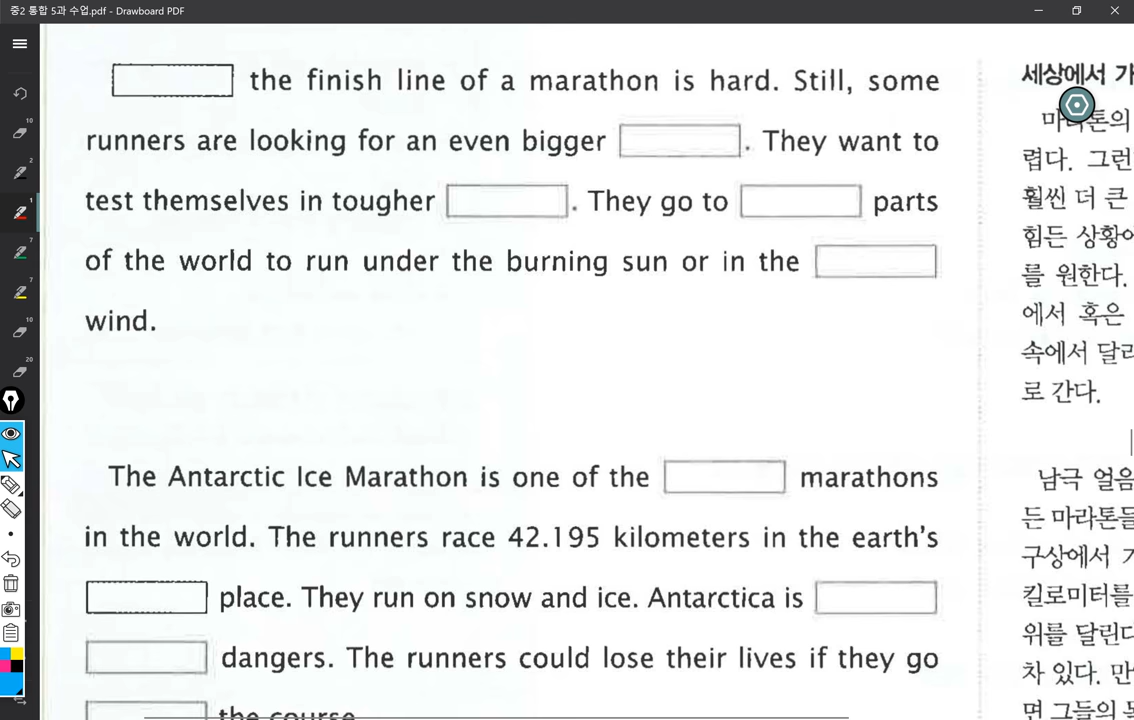 중2 통합 5과 수업.pdf - Drawboard PDF
the finish line of a marathon is hard. Still, some
runners are looking for an even bigger . They want to
test themselves in tougher . They go to parts
of the world to run under the burning sun or in the
wind.
The Antarctic Ice Marathon is one of the marathons
in the world. The runners race 42.195 kilometers in the earth's
place. They run on snow and ice. Antarctica is
dangers. The runners could lose their lives if they go
the course.
세상에서 가
마라톤의
렵다. 그런
훨씬 더 큰
힘든 상황에
를 원한다.
에서 혹은
속에서 달리
로 간다.
남극 얼음
든 마라톤들
구상에서 가
킬로미터를
위를 달린다
차 있다. 만
면 그들의
10
2
1
7
7
10
20